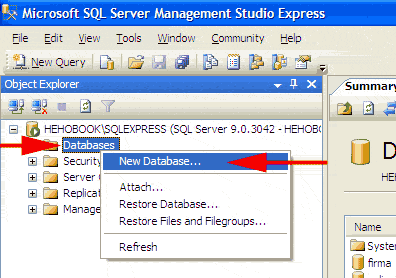 Microsoft SQL Server Management Studio Express
File Edit View Tools Window Community Help
New Query
Object Explorer
Summary
HEHOBOOK\SQLEXPRESS (SQL Server 9.0.3042 - HEHOB
Databases
Security
New Database...
Server
Attach...
Replicat
Restore Database...
Manage
Restore Files and Filegroups...
Refresh
D
HEHO
Name
System
firma